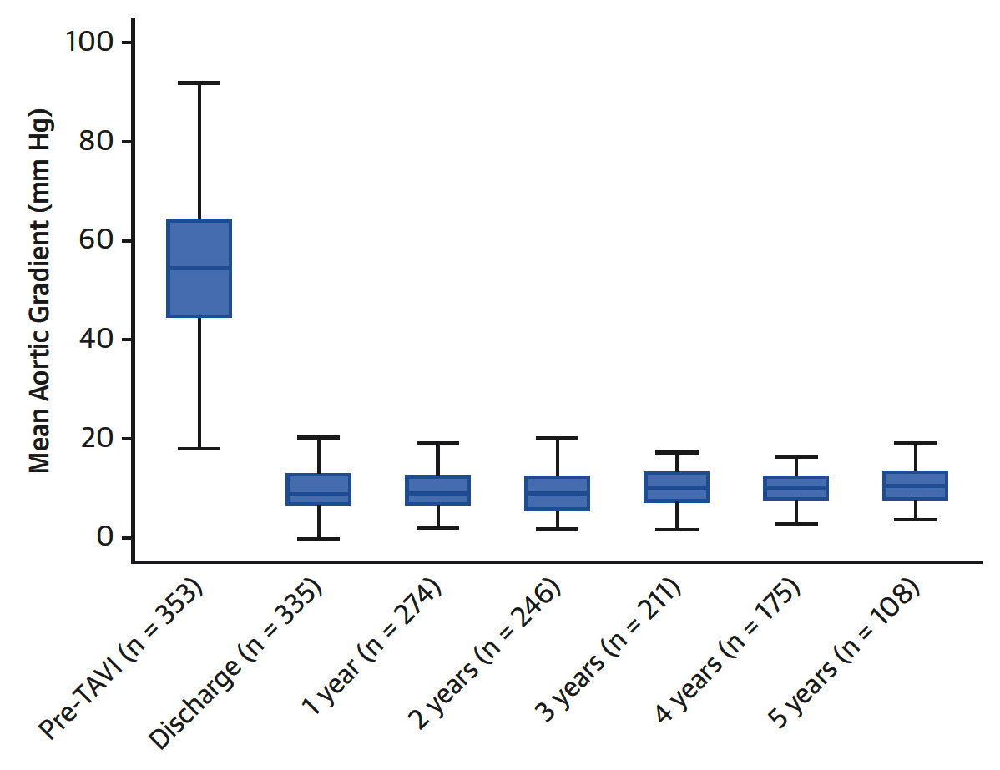 Mean Aortic Gradient (mm Hg)
100
80
60
40
20
0
Pre-TAVI (n = 353)
Discharge (n = 335)
1 year (n = 274)
2 years (n = 246)
3 years (n = 211)
4 years (n = 175)
5 years (n = 108)